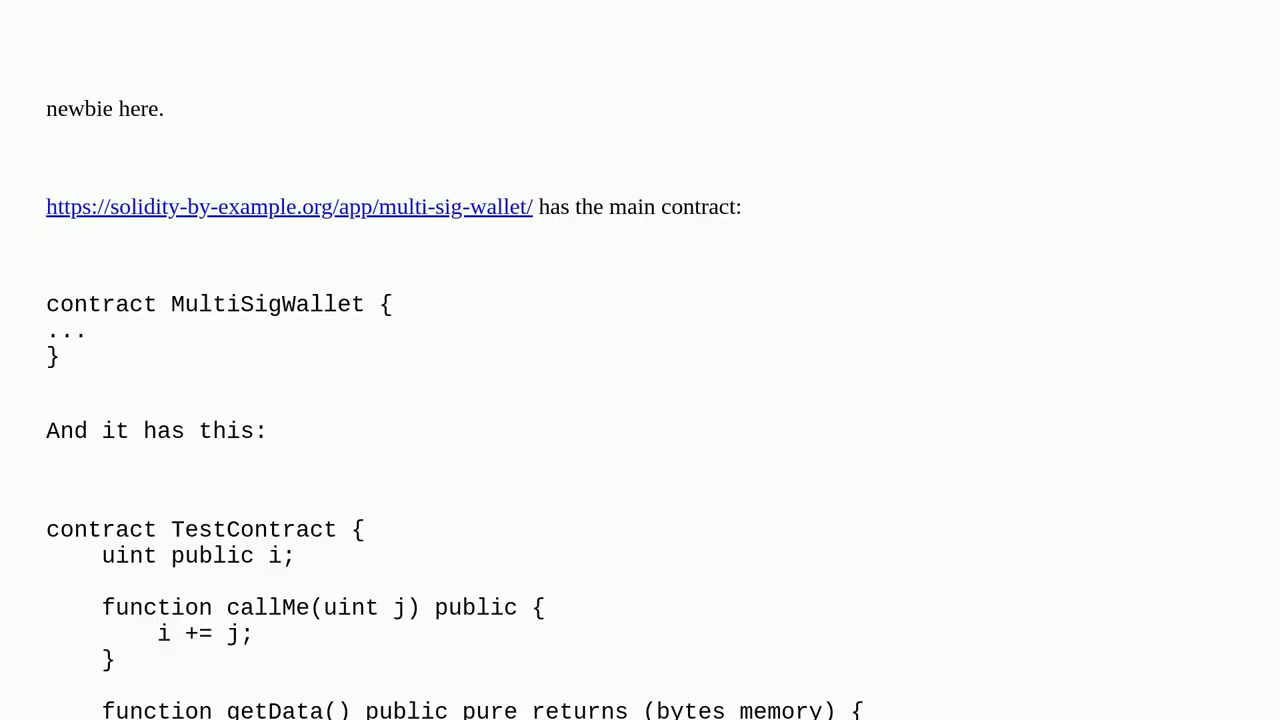 newbie here.
https://solidity-by-example.org/app/multi-sig-wallet/ has the main contract:
contract MultiSigWallet {
...
}
And it has this:
contract TestContract {
    uint public i;
    function callMe(uint j) public {
        i += j;
    }
    function getData() public pure returns (bytes memory) {